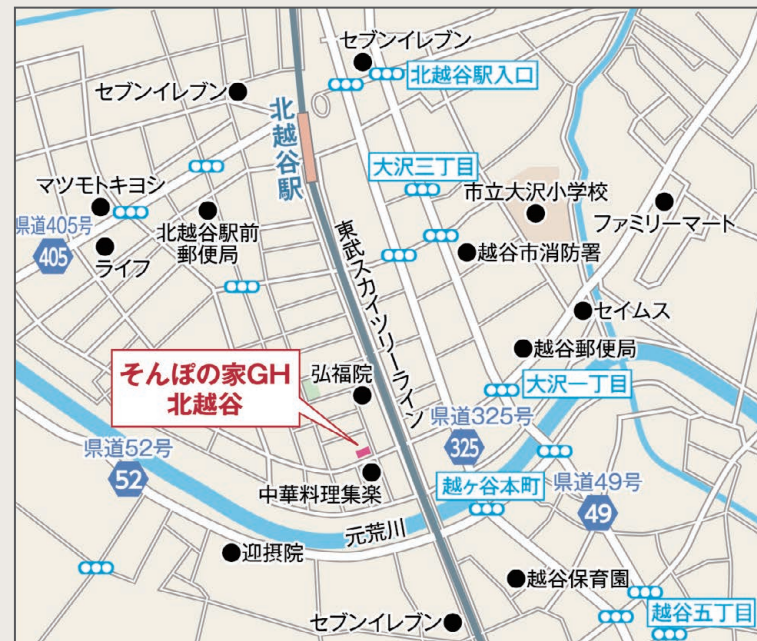 セブンイレブン
北越谷駅入口
セブンイレブン
北越谷駅
大沢三丁目
市立大沢小学校
マツモトキヨシ
県道405号
405
ライフ
北越谷駅前
郵便局
東武スカイツリーライン
越谷市消防署
ファミリーマート
セイムス
越谷郵便局
そんぽの家GH
北越谷
弘福院
大沢一丁目
県道325号
325
県道52号
52
中華料理集楽
越ヶ谷本町
県道49号
49
元荒川
迎摂院
越谷保育園
越谷五丁目
セブンイレブン